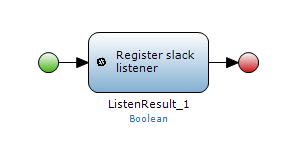 Register slack
listener
ListenResult_1
Boolean